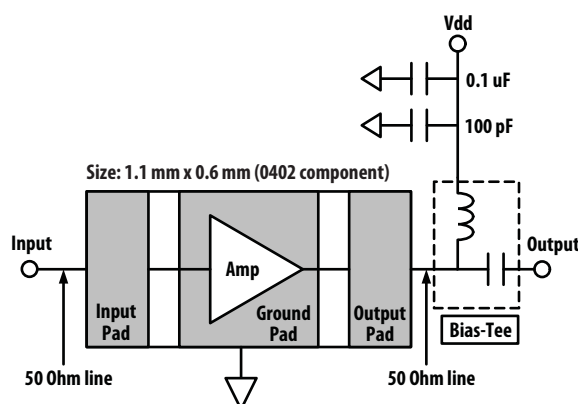 Vdd
0.1 uF
100 pF
Size: 1.1 mm x 0.6 mm (0402 component)
Input
Output
Amp
Input
Pad
Ground
Pad
Output
Pad
Bias-Tee
50 Ohm line
50 Ohm line